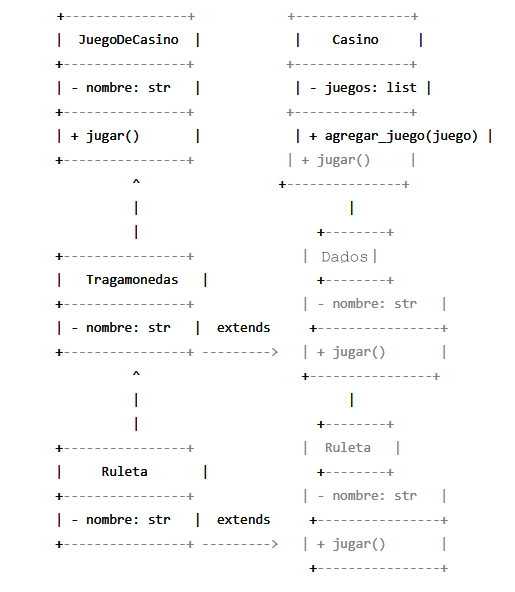 +----------------+ +----------------+
| JuegoDeCasino | | Casino |
+----------------+ +---------------+
| - nombre: str | | - juegos: list |
+----------------+ +---------------+
| + jugar() | | + agregar_juego(juego) |
+----------------+ | + jugar() |
^ +---------------+
| |
| +--------+
+----------------+ | Dados |
| Tragamonedas | +--------+
+----------------+ | - nombre: str |
| - nombre: str | extends +----------------+
+----------------+ ---------> | + jugar() |
^ +----------------+
| |
| +--------+
+----------------+ | Ruleta |
| Ruleta | +--------+
+----------------+ | - nombre: str |
| - nombre: str | extends +----------------+
+----------------+ ---------> | + jugar() |
+----------------+